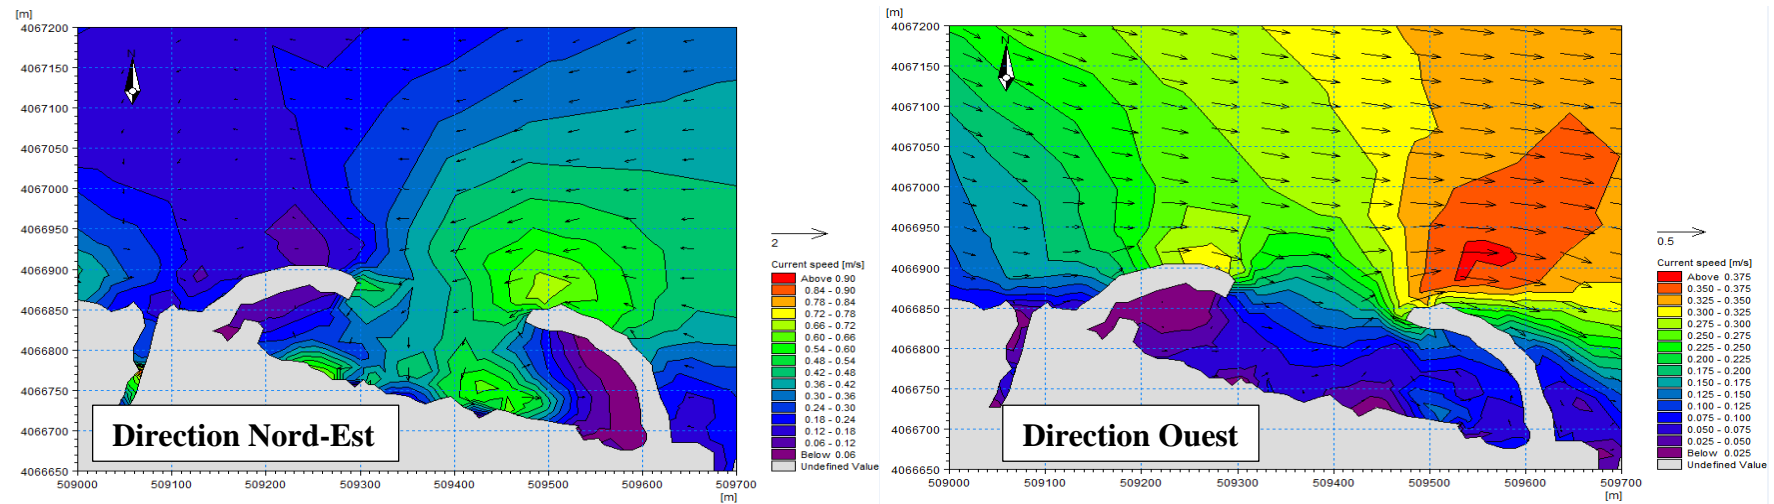 [m]
4067200
4067150
4067100
4067050
4067000
4066950
4066900
4066850
4066800
4066750
4066700
4066650
509000 509100 509200 509300 509400 509500 509600 509700
[m]
N
Direction Nord-Est
2
Current speed [m/s]
Above 0.90
0.84 - 0.90
0.78 - 0.84
0.72 - 0.78
0.66 - 0.72
0.60 - 0.66
0.54 - 0.60
0.48 - 0.54
0.42 - 0.48
0.36 - 0.42
0.30 - 0.36
0.24 - 0.30
0.18 - 0.24
0.12 - 0.18
0.06 - 0.12
Below 0.06
Undefined Value
[m]
4067200
4067150
4067100
4067050
4067000
4066950
4066900
4066850
4066800
4066750
4066700
4066650
509000 509100 509200 509300 509400 509500 509600 509700
[m]
N
Direction Ouest
0.5
Current speed [m/s]
Above 0.375
0.350 - 0.375
0.325 - 0.350
0.300 - 0.325
0.275 - 0.300
0.250 - 0.275
0.225 - 0.250
0.200 - 0.225
0.175 - 0.200
0.150 - 0.175
0.125 - 0.150
0.100 - 0.125
0.075 - 0.100
0.050 - 0.075
0.025 - 0.050
Below 0.025
Undefined Value